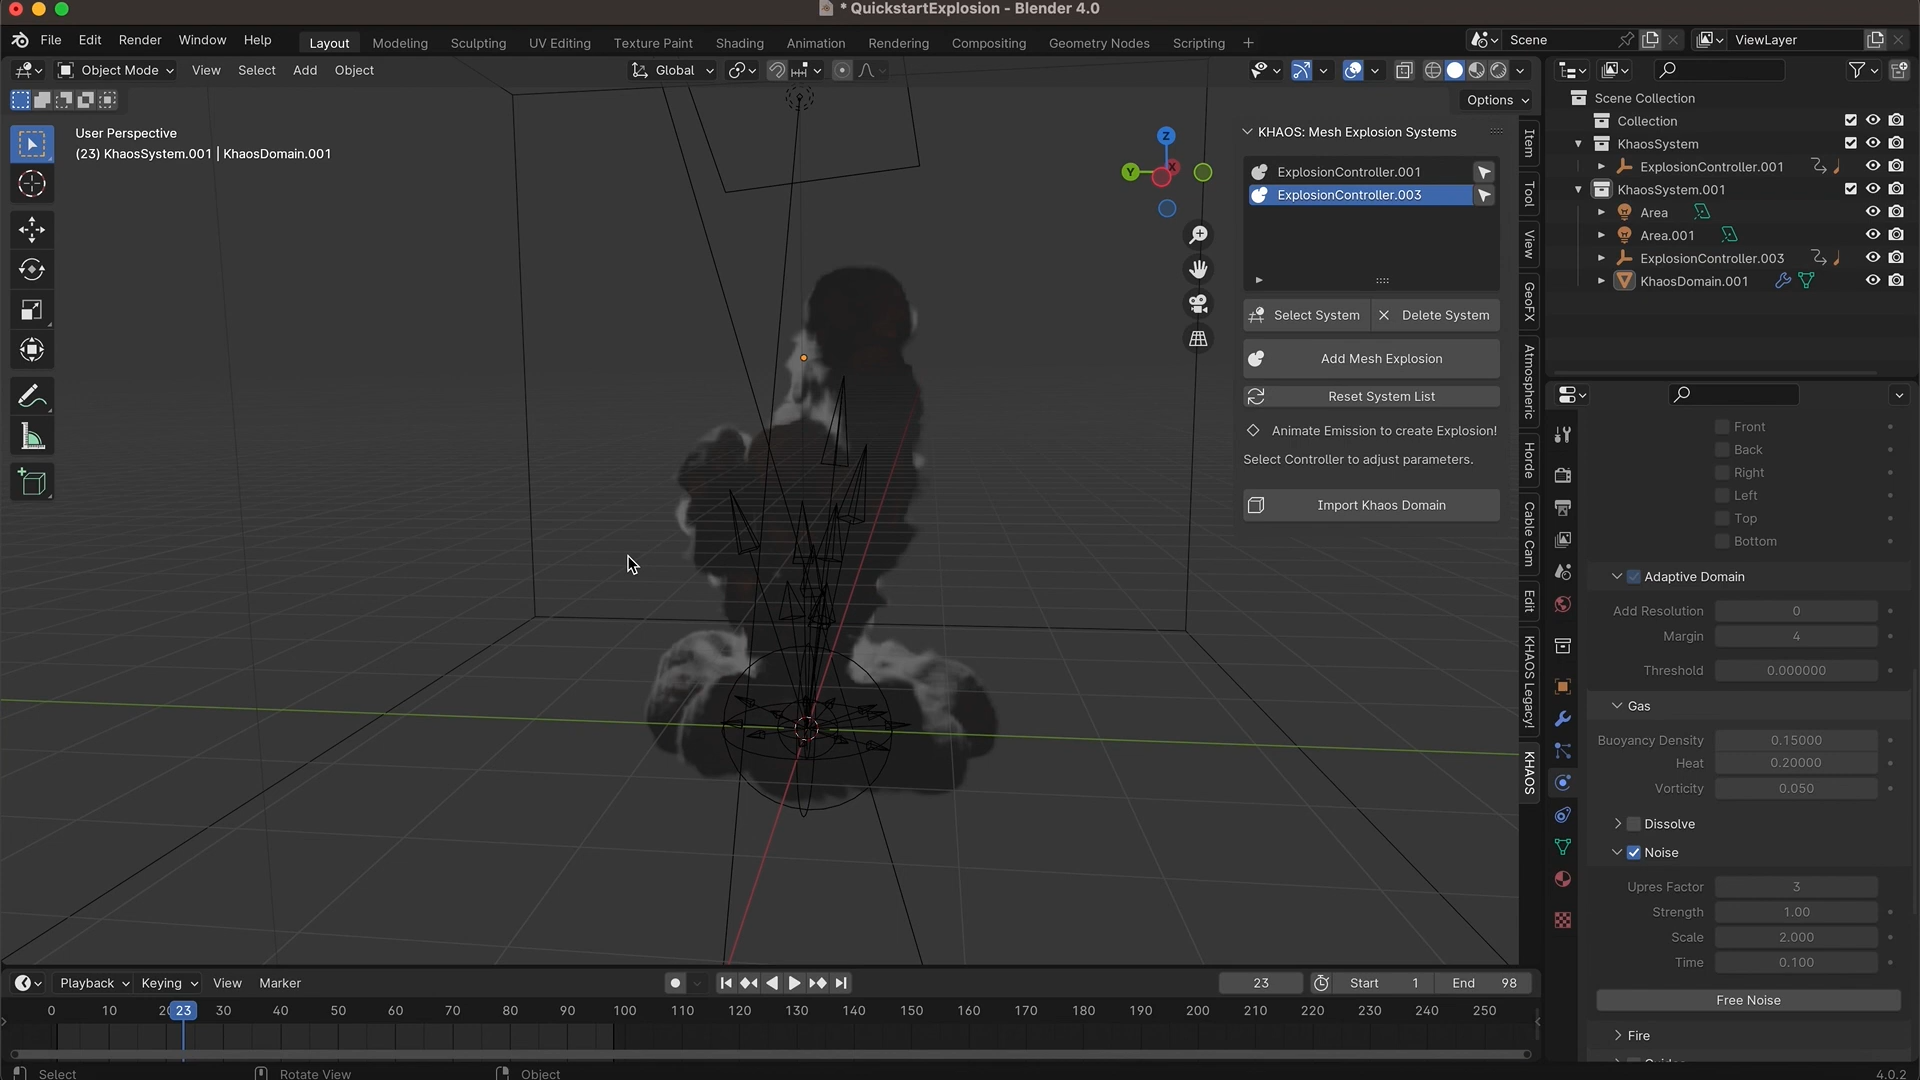 * QuickstartExplosion - Blender 4.0
File Edit Render Window Help Layout Modeling Sculpting UV Editing Texture Paint Shading Animation Rendering Compositing Geometry Nodes Scripting + Scene ViewLayer
Object Mode View Select Add Object Global
Options
User Perspective
(23) KhaosSystem.001 | KhaosDomain.001
Z
Y
X
KHAOS: Mesh Explosion Systems
ExplosionController.001
ExplosionController.003
Select System Delete System
Add Mesh Explosion
Reset System List
Animate Emission to create Explosion!
Select Controller to adjust parameters.
Import Khaos Domain
Item
Tool
View
GeoFX
Atmospheric
Horde
Cable Cam
Edit
KHAOS Legacy!
KHAOS
Scene Collection
Collection
KhaosSystem
ExplosionController.001
KhaosSystem.001
Area
Area.001
ExplosionController.003
KhaosDomain.001
Front
Back
Right
Left
Top
Bottom
Adaptive Domain
Add Resolution 0
Margin 4
Threshold 0.000000
Gas
Buoyancy Density 0.15000
Heat 0.20000
Vorticity 0.050
Dissolve
Noise
Upres Factor 3
Strength 1.00
Scale 2.000
Time 0.100
Free Noise
Fire
Playback Keying View Marker 23 Start 1 End 98
0 10 23 30 40 50 60 70 80 90 100 110 120 130 140 150 160 170 180 190 200 210 220 230 240 250
Select Rotate View Object 4.0.2